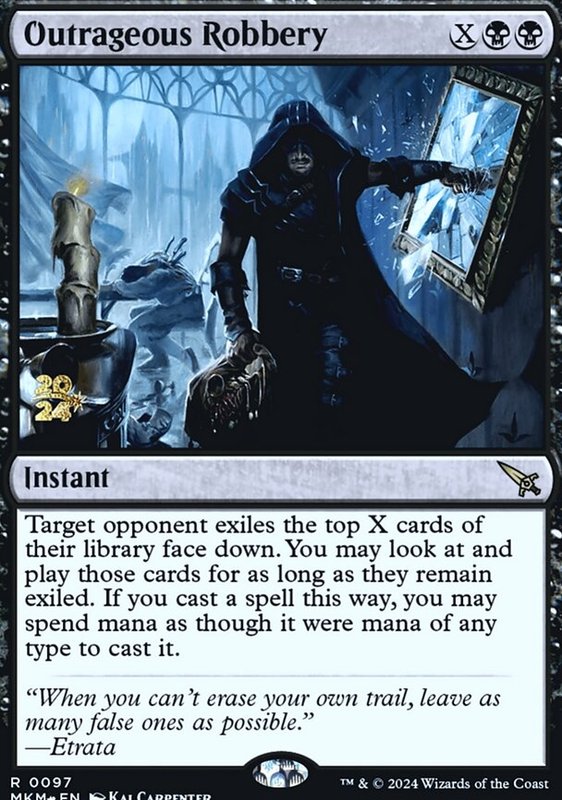 Outrageous Robbery X
20
24
Instant
Target opponent exiles the top X cards of
their library face down. You may look at and
play those cards for as long as they remain
exiled. If you cast a spell this way, you may
spend mana as though it were mana of any
type to cast it.
“When you can’t erase your own trail, leave as
many false ones as possible.”
—Etrata
R 0097
MKM EN KAI CARPENTER
™ & © 2024 Wizards of the Coast